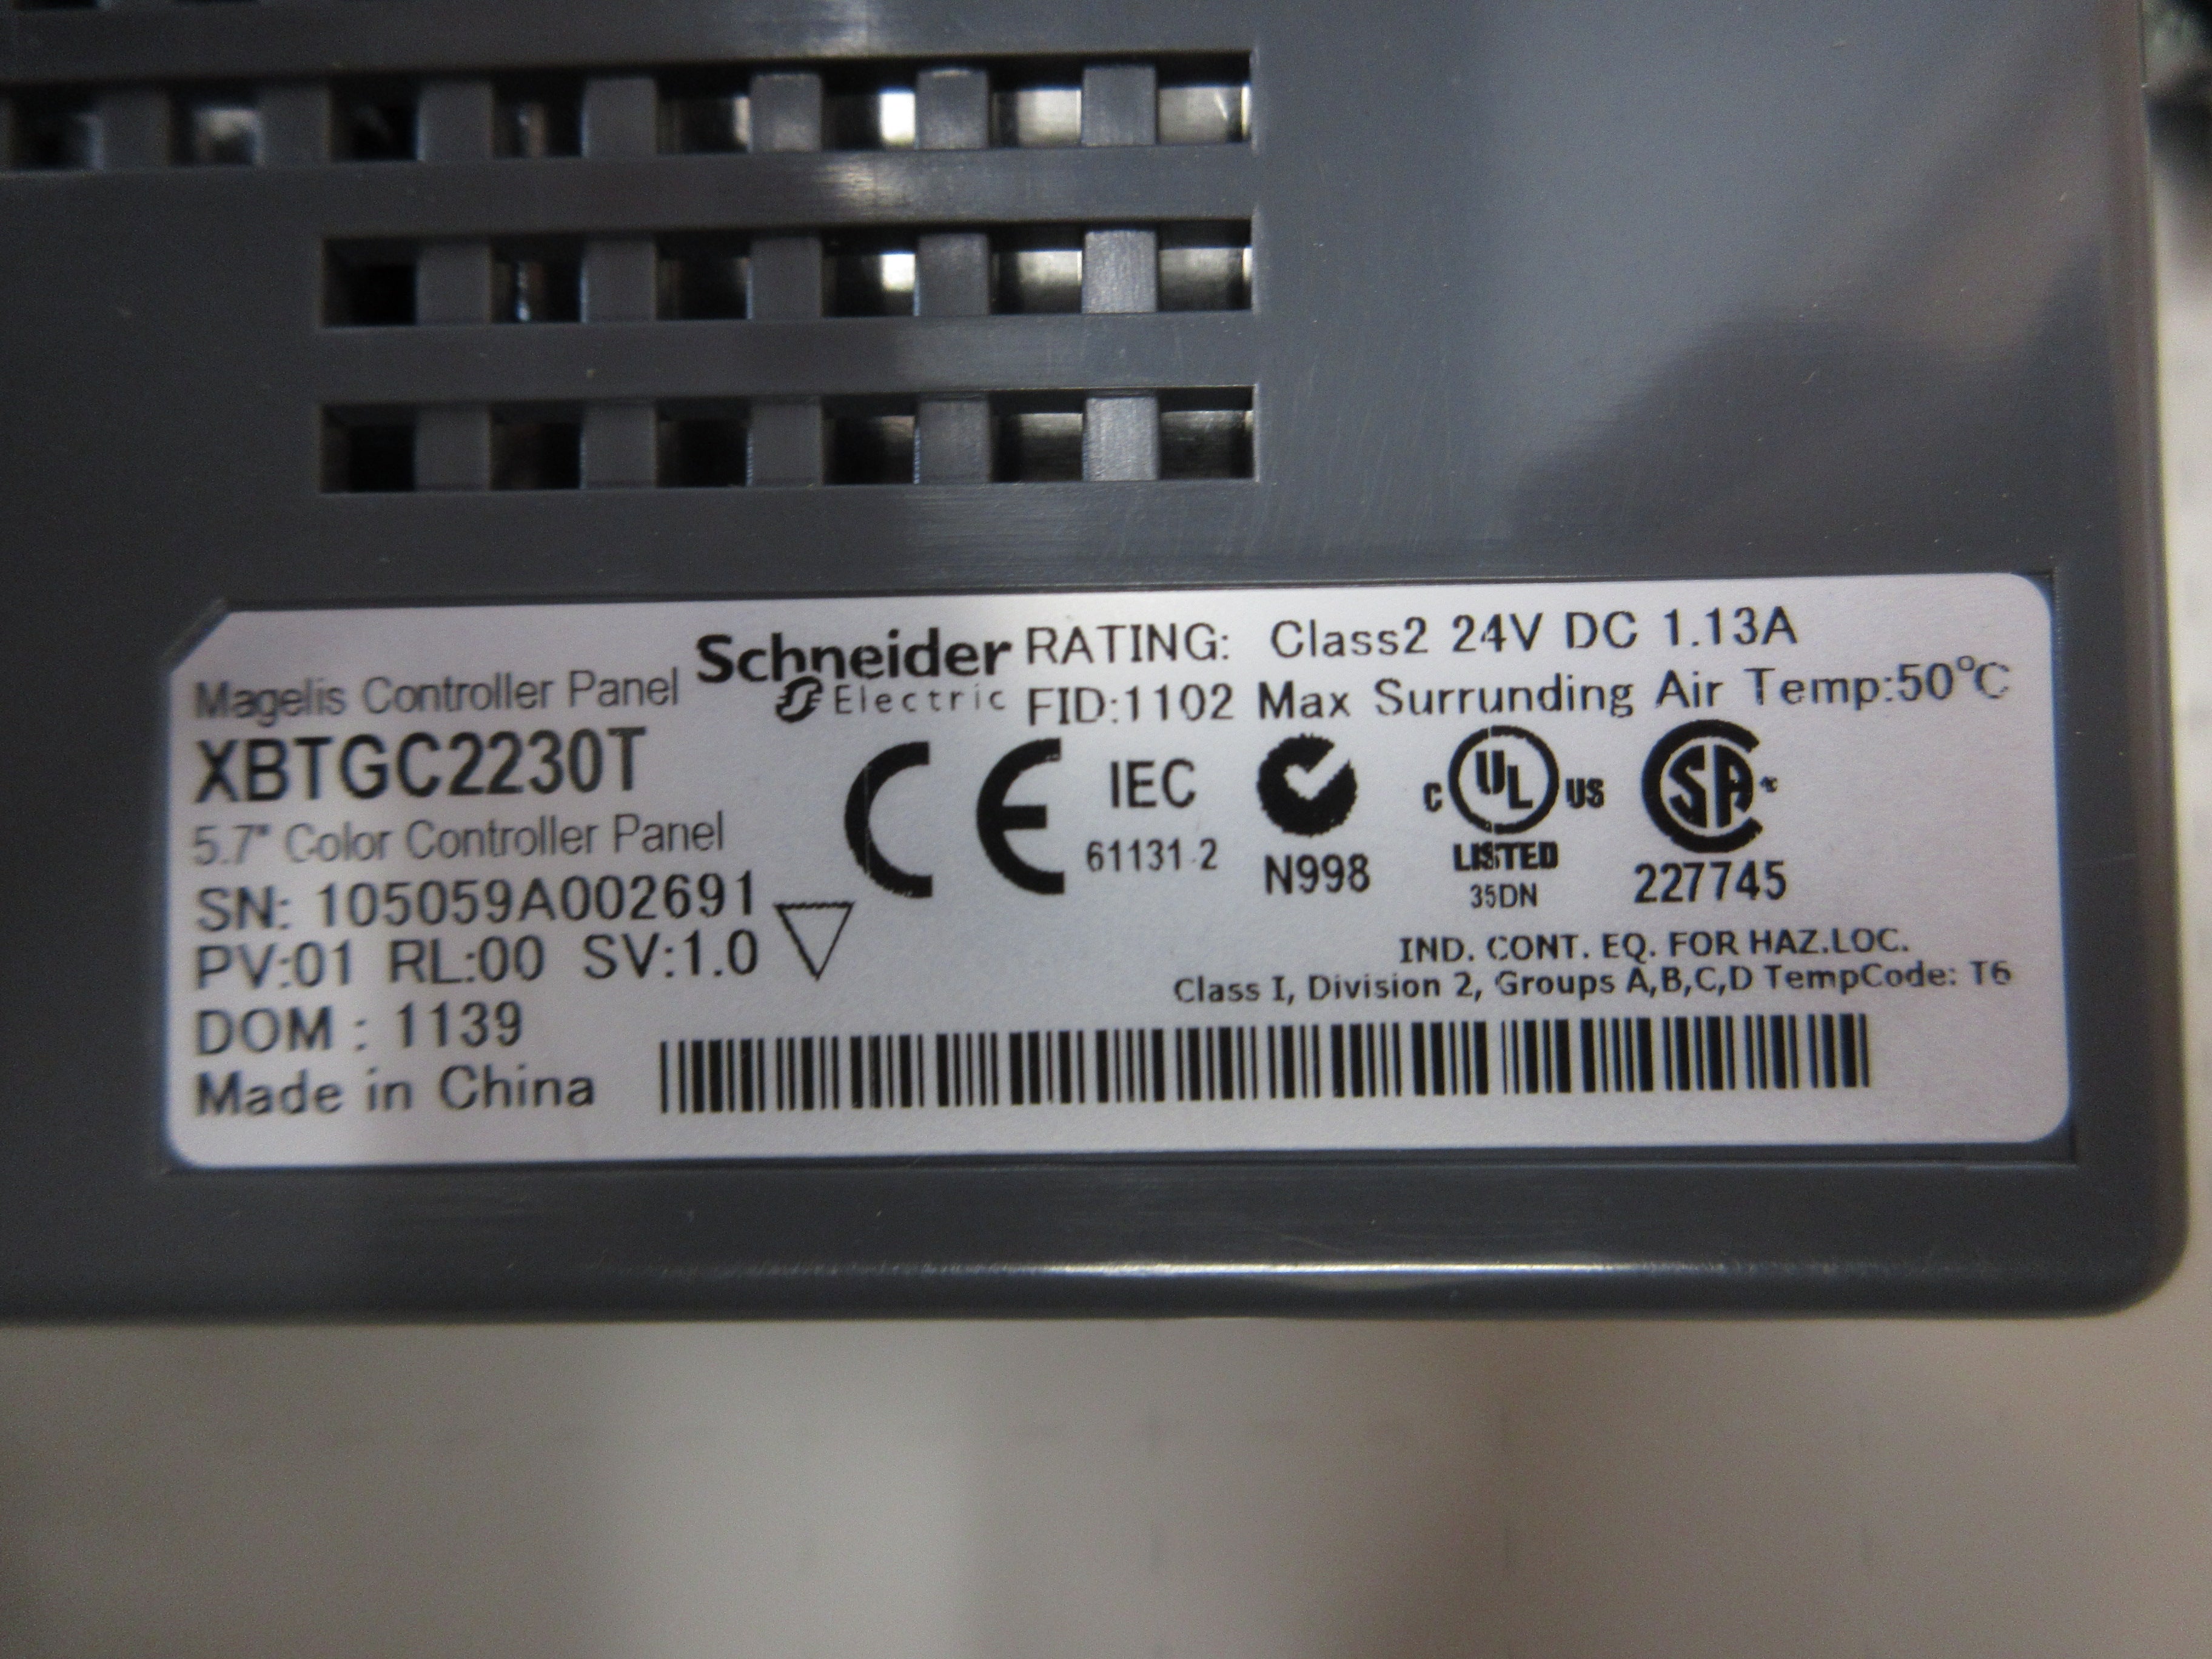 Magelis Controller Panel
XBTGC2230T
5.7" Color Controller Panel
SN: 105059A002691
PV:01 RL:00 SV:1.0
DOM : 1139
Made in China
Schneider
Electric
RATING: Class2 24V DC 1.13A
FID:1102 Max Surrunding Air Temp:50°C
CE
IEC
61131-2
N998
C UL US
LISTED
35DN
SA
227745
IND. CONT. EQ. FOR HAZ.LOC.
Class I, Division 2, Groups A,B,C,D TempCode: T6